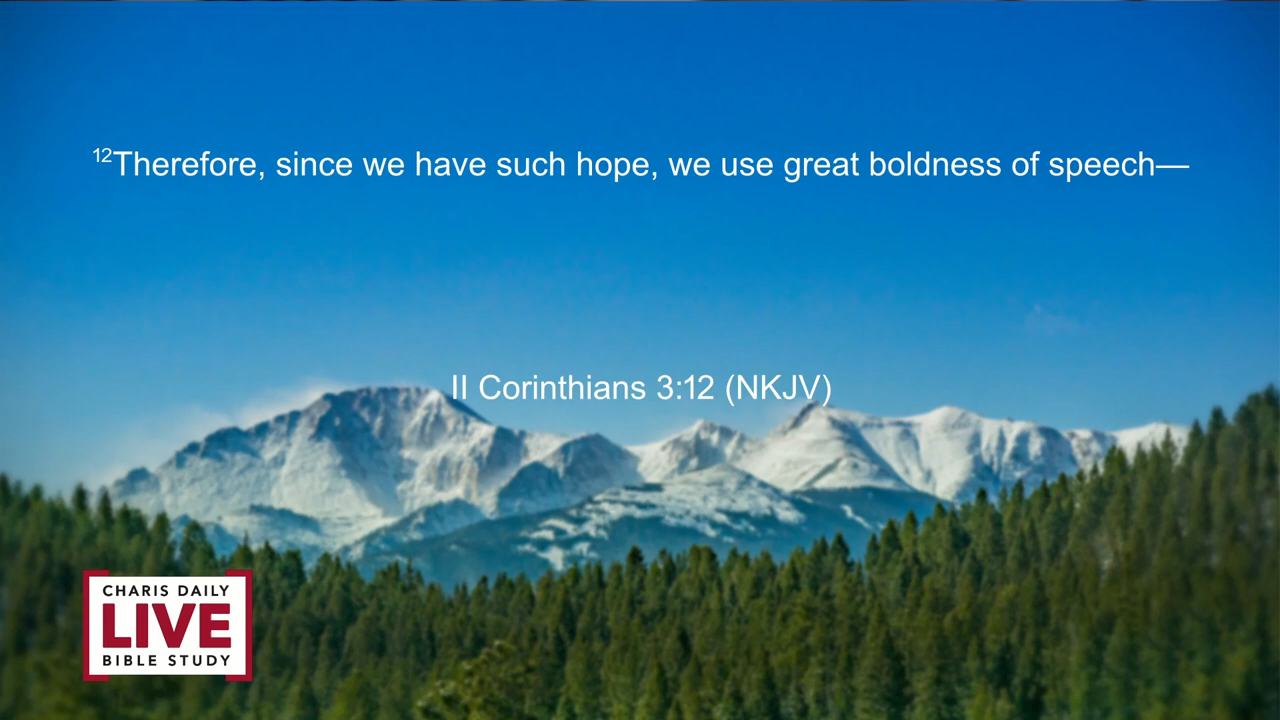 12Therefore, since we have such hope, we use great boldness of speech—
II Corinthians 3:12 (NKJV)
CHARIS DAILY
LIVE
BIBLE STUDY